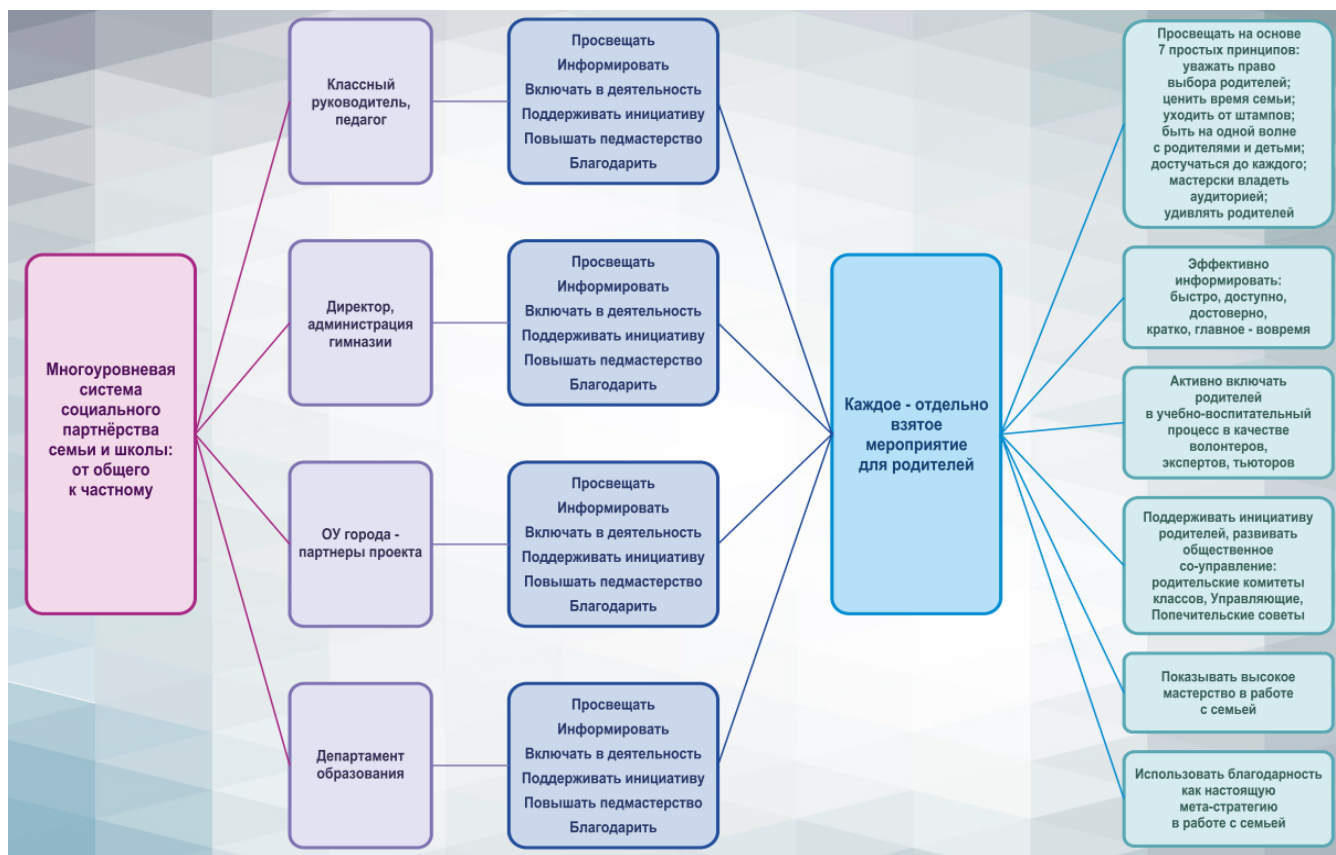 Многоуровневая
система
социального
партнёрства
семьи и школы:
от общего
к частному
Классный
руководитель,
педагог
Просвещать
Информировать
Включать в деятельность
Поддерживать инициативу
Повышать педмастерство
Благодарить
Директор,
администрация
гимназии
Просвещать
Информировать
Включать в деятельность
Поддерживать инициативу
Повышать педмастерство
Благодарить
ОУ города -
партнеры проекта
Просвещать
Информировать
Включать в деятельность
Поддерживать инициативу
Повышать педмастерство
Благодарить
Департамент
образования
Просвещать
Информировать
Включать в деятельность
Поддерживать инициативу
Повышать педмастерство
Благодарить
Каждое - отдельно
взятое
мероприятие
для родителей
Просвещать на основе
7 простых принципов:
уважать право
выбора родителей;
ценить время семьи;
уходить от штампов;
быть на одной волне
с родителями и детьми;
достучаться до каждого;
мастерски владеть
аудиторией;
удивлять родителей
Эффективно
информировать:
быстро, доступно,
достоверно,
кратко, главное - вовремя
Активно включать
родителей
в учебно-воспитательный
процесс в качестве
волонтеров,
экспертов, тьюторов
Поддерживать инициативу
родителей, развивать
общественное
со-управление:
родительские комитеты
классов, Управляющие,
Попечительские советы
Показывать высокое
мастерство в работе
с семьей
Использовать благодарность
как настоящую
мета-стратегию
в работе с семьей